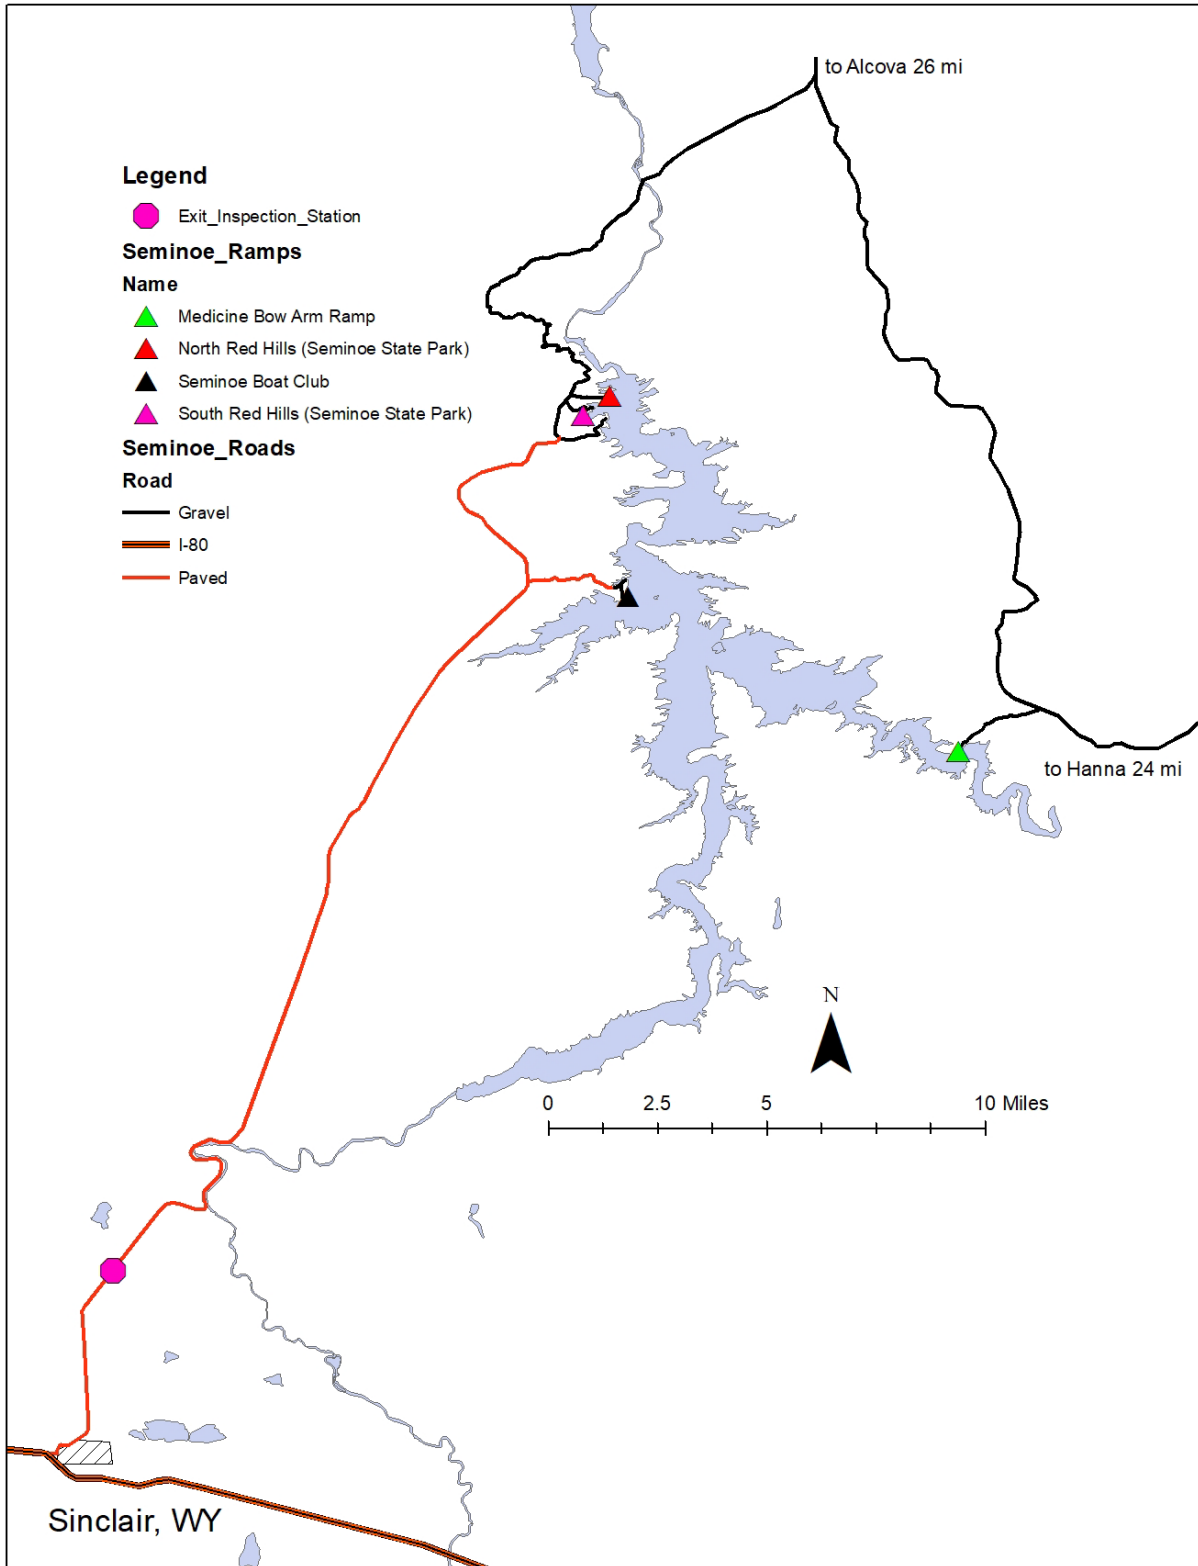 to Alcova 26 mi
Legend
Exit_Inspection_Station
Seminoe_Ramps
Name
Medicine Bow Arm Ramp
North Red Hills (Seminoe State Park)
Seminoe Boat Club
South Red Hills (Seminoe State Park)
Seminoe_Roads
Road
Gravel
I-80
Paved
to Hanna 24 mi
N
0 2.5 5 10 Miles
Sinclair, WY